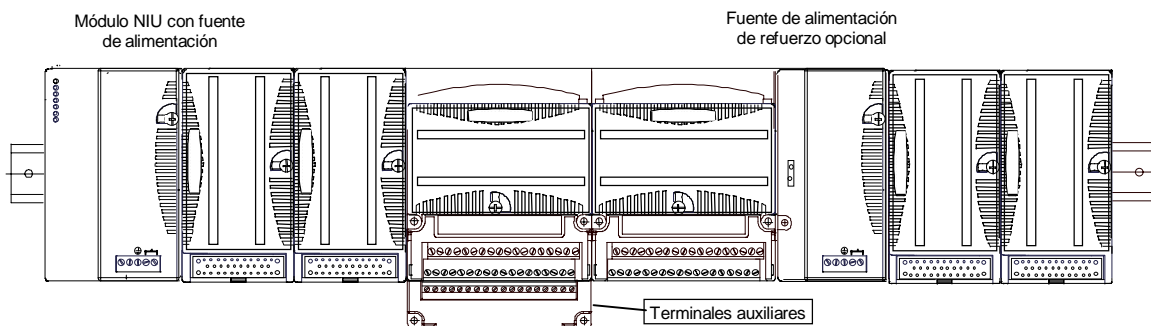 Módulo NIU con fuente
de alimentación
Fuente de alimentación
de refuerzo opcional
Terminales auxiliares